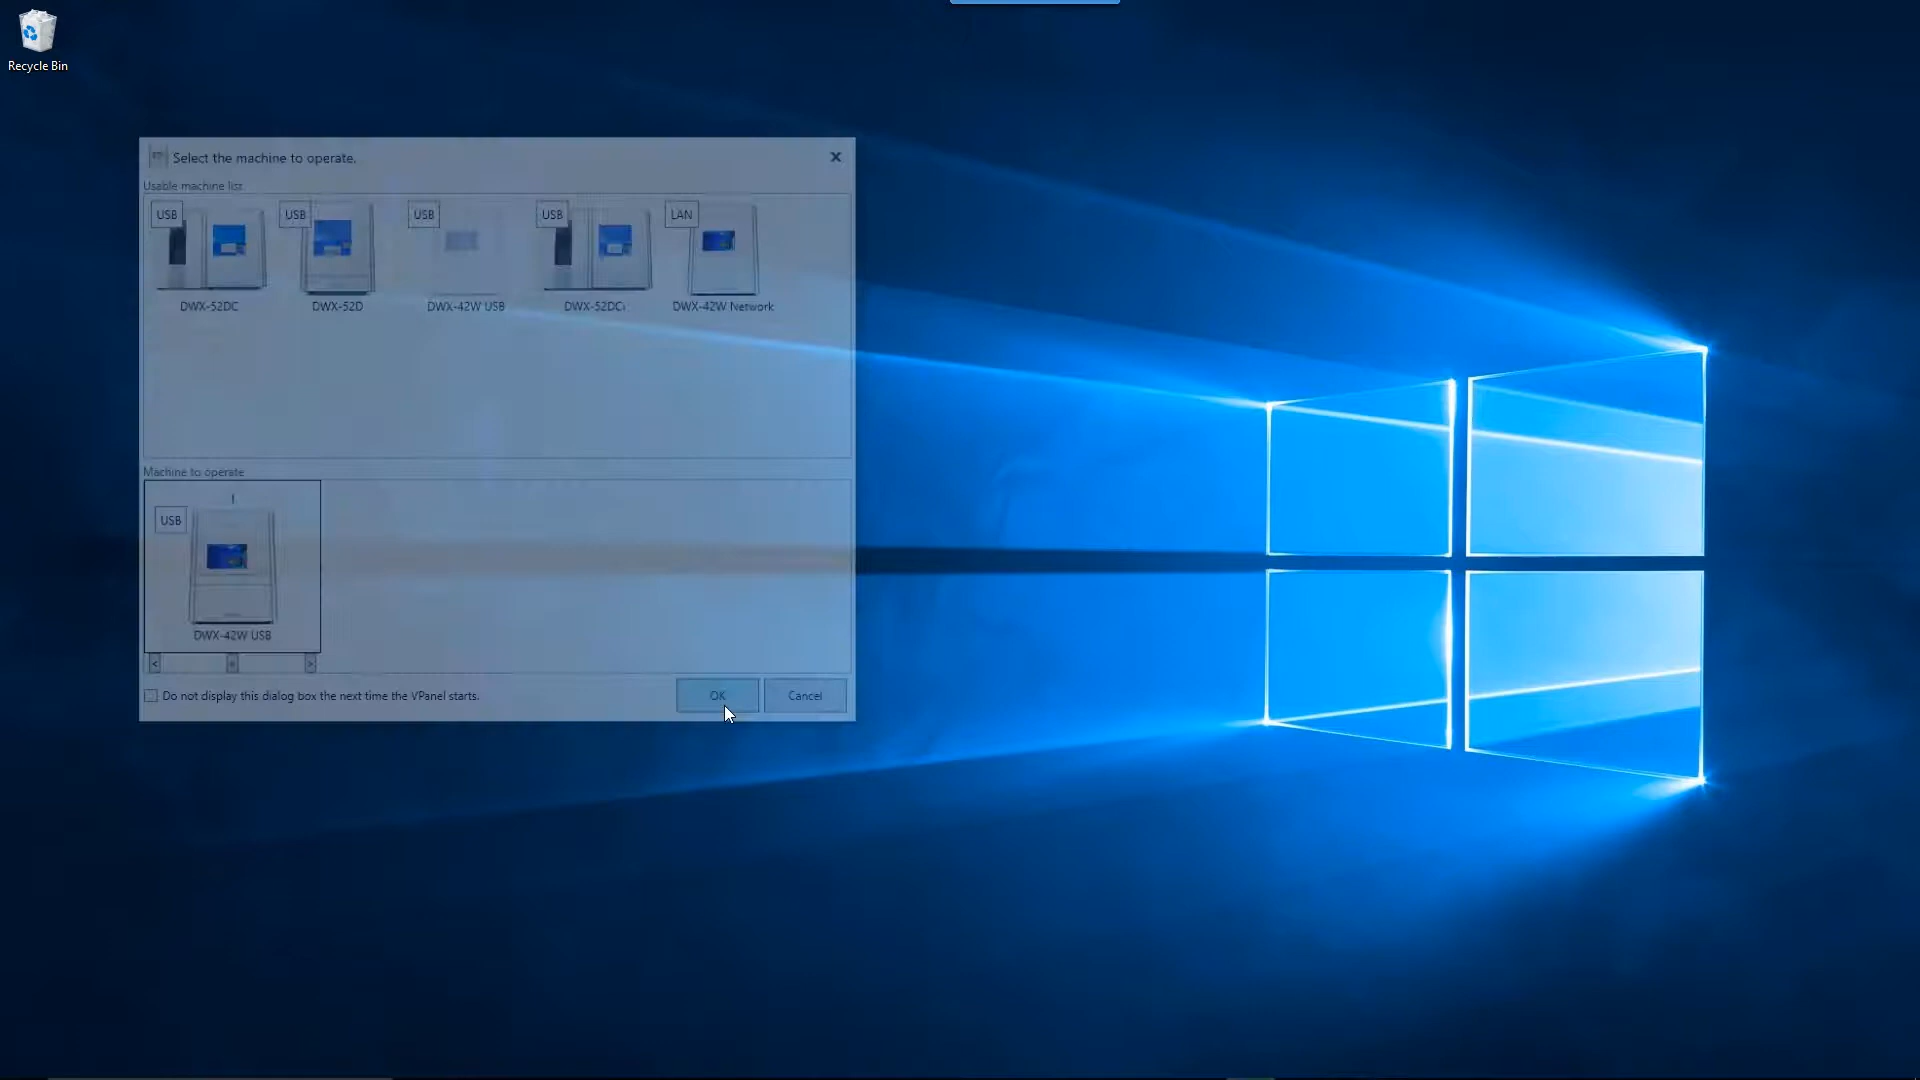 Recycle Bin
Select the machine to operate.
Usable machine list
USB
USB
USB
USB
LAN
DWX-52DC
DWX-52D
DWX-42W USB
DWX-52DCi
DWX-42W Network
Machine to operate
1
USB
DWX-42W USB
Do not display this dialog box the next time the VPanel starts.
OK
Cancel